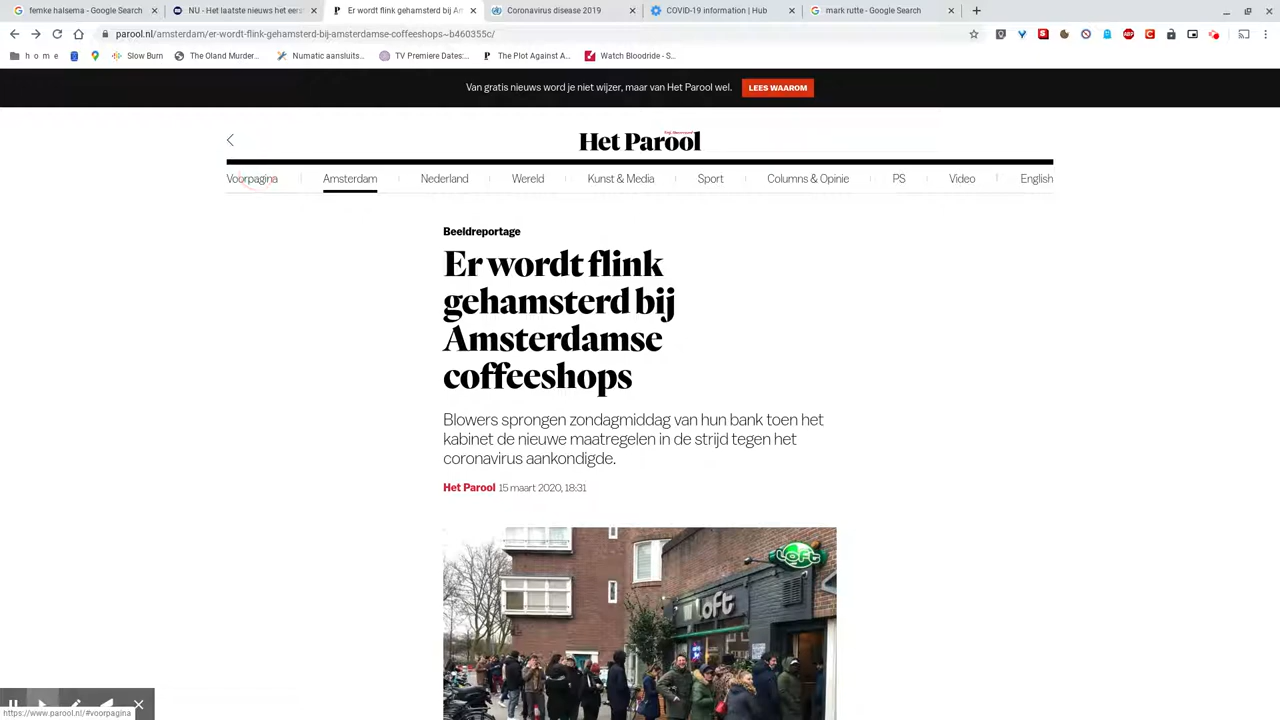 femke halsema - Google Search
NU - Het laatste nieuws het eerst
Er wordt flink gehamsterd bij Am
Coronavirus disease 2019
COVID-19 information | Hub
mark rutte - Google Search
parool.nl/amsterdam/er-wordt-flink-gehamsterd-bij-amsterdamse-coffeeshops~b460355c/
h o m e
Slow Burn
The Oland Murder...
Numatic aansluits...
TV Premiere Dates:...
The Plot Against A...
Watch Bloodride - S...
Van gratis nieuws word je niet wijzer, maar van Het Parool wel.
LEES WAAROM
Het Parool
Voorpagina
Amsterdam
Nederland
Wereld
Kunst & Media
Sport
Columns & Opinie
PS
Video
English
Beeldreportage
Er wordt flink
gehamsterd bij
Amsterdamse
coffeeshops
Blowers sprongen zondagmiddag van hun bank toen het
kabinet de nieuwe maatregelen in de strijd tegen het
coronavirus aankondigde.
Het Parool 15 maart 2020, 18:31
Loft
loft
https://www.parool.nl/#voorpagina